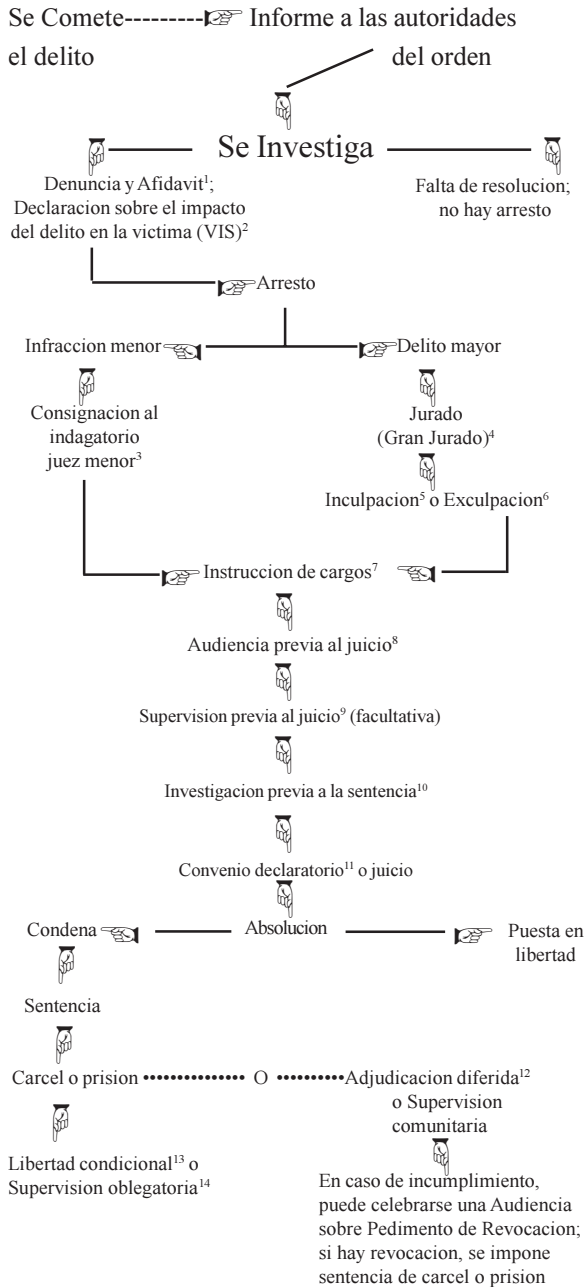 Se Comete---------- Informe a las autoridades
el delito del orden
Se Investiga
Denuncia y Afidavit¹;
Declaracion sobre el impacto
del delito en la victima (VIS)²
Falta de resolucion;
no hay arresto
Arresto
Infraccion menor
Delito mayor
Consignacion al
indagatorio
juez menor³
Jurado
(Gran Jurado)⁴
Inculpacion⁵ o Exculpacion⁶
Instruccion de cargos⁷
Audiencia previa al juicio⁸
Supervision previa al juicio⁹ (facultativa)
Investigacion previa a la sentencia¹⁰
Convenio declaratorio¹¹ o juicio
Condena
Absolucion
Puesta en
libertad
Sentencia
Carcel o prision ••••••••••••••• O ••••••••••Adjudicacion diferida¹²
o Supervision
comunitaria
Libertad condicional¹³ o
Supervision oblegatoria¹⁴
En caso de incumplimiento,
puede celebrarse una Audiencia
sobre Pedimento de Revocacion;
si hay revocacion, se impone
sentencia de carcel o prision